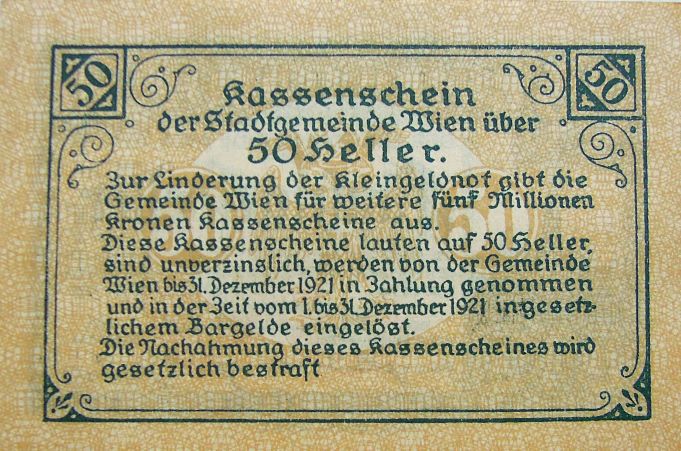 50
50
Kassenschein
der Stadtgemeinde Wien über
50 Heller.
Zur Linderung der Kleingeldnot gibt die
Gemeinde Wien für weitere fünf Millionen
Kronen Kassenscheine aus.
Diese Kassenscheine lauten auf 50 Heller,
sind unverzinslich, werden von der Gemeinde
Wien bis 31. Dezember 1921 in Zahlung genommen
und in der Zeit vom 1. bis 31. Dezember 1921 in gesetz-
lichem Bargelde eingelöst.
Die Nachahmung dieses Kassenscheines wird
gesetzlich bestraft
50
50